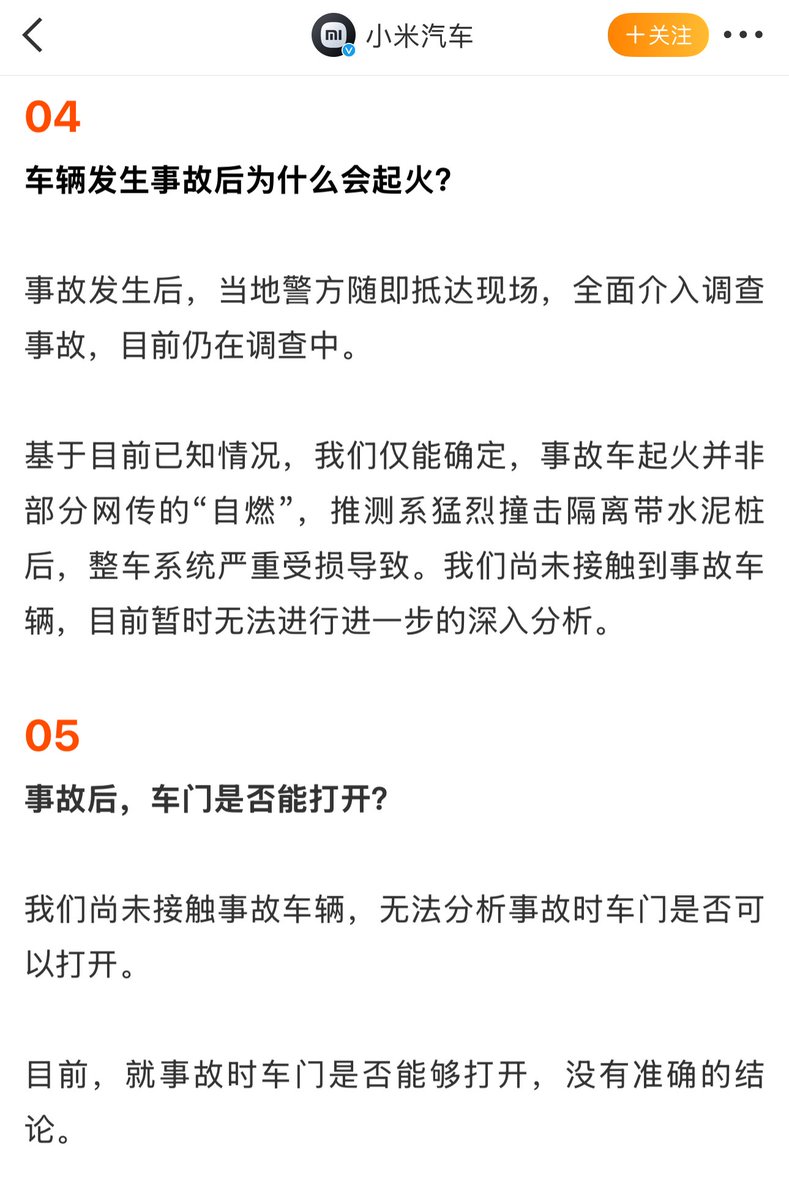 小米汽车
＋关注
04
车辆发生事故后为什么会起火?
事故发生后，当地警方随即抵达现场，全面介入调查
事故，目前仍在调查中。
基于目前已知情况，我们仅能确定，事故车起火并非
部分网传的“自燃”，推测系猛烈撞击隔离带水泥桩
后，整车系统严重受损导致。我们尚未接触到事故车
辆，目前暂时无法进行进一步的深入分析。
05
事故后，车门是否能打开?
我们尚未接触事故车辆，无法分析事故时车门是否可
以打开。
目前，就事故时车门是否能够打开，没有准确的结
论。